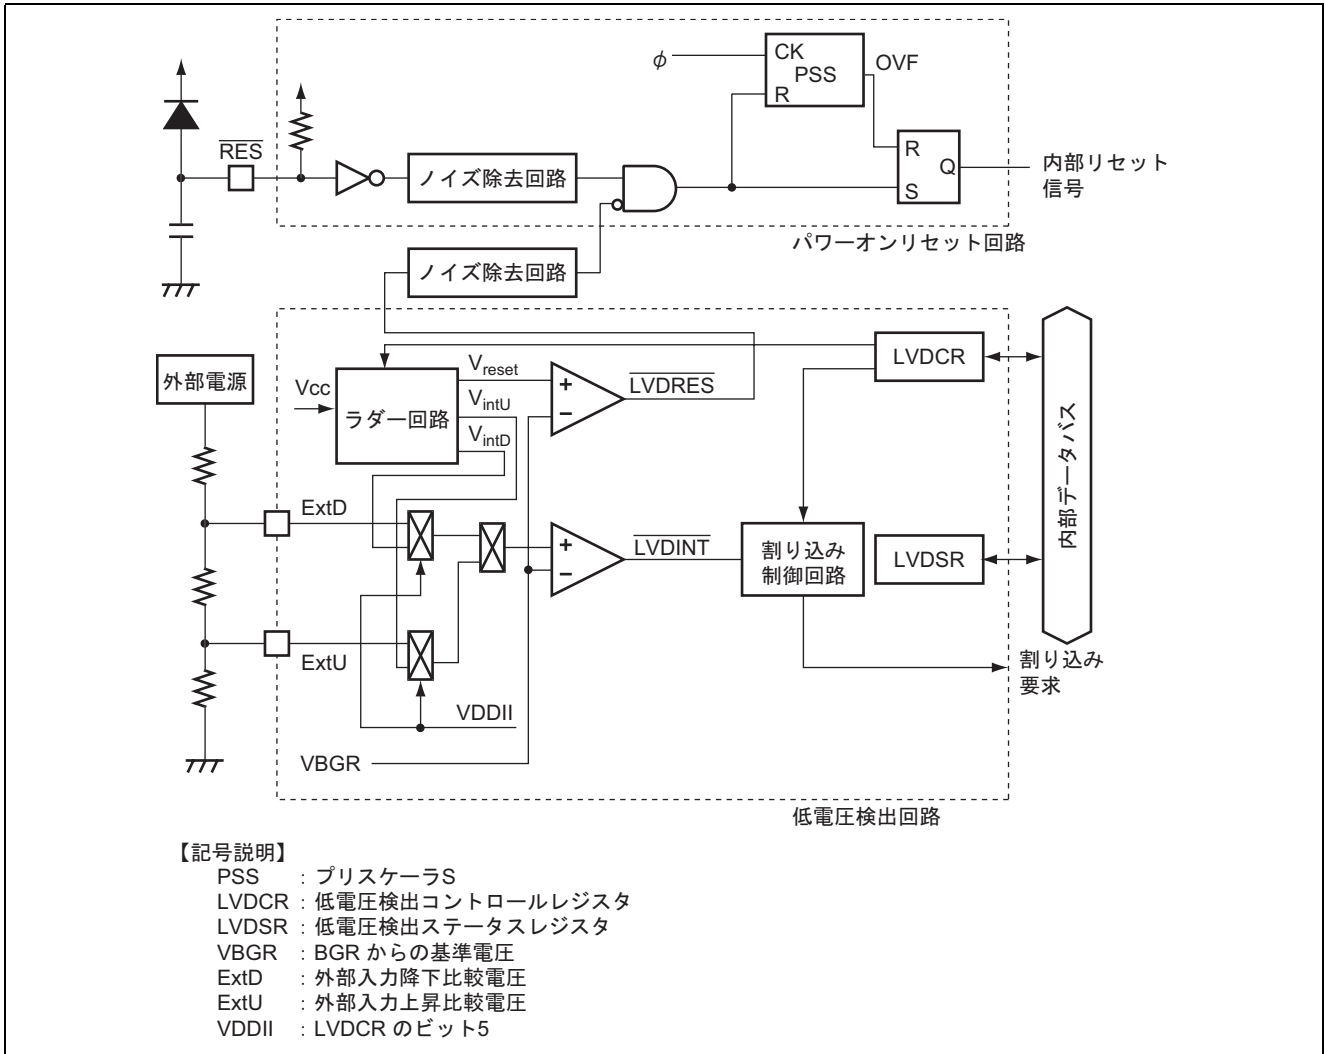 φ
CK
PSS
R
OVF
RES
ノイズ除去回路
R
Q
S
内部リセット
信号
パワーオンリセット回路
ノイズ除去回路
外部電源
Vcc
ラダー回路
Vreset
VintU
VintD
+
−
LVDRES
LVDCR
内部データバス
ExtD
+
−
LVDINT
割り込み
制御回路
LVDSR
ExtU
割り込み
要求
VDDII
VBGR
低電圧検出回路
【記号説明】
PSS : プリスケーラS
LVDCR : 低電圧検出コントロールレジスタ
LVDSR : 低電圧検出ステータスレジスタ
VBGR : BGR からの基準電圧
ExtD : 外部入力降下比較電圧
ExtU : 外部入力上昇比較電圧
VDDII : LVDCR のビット5